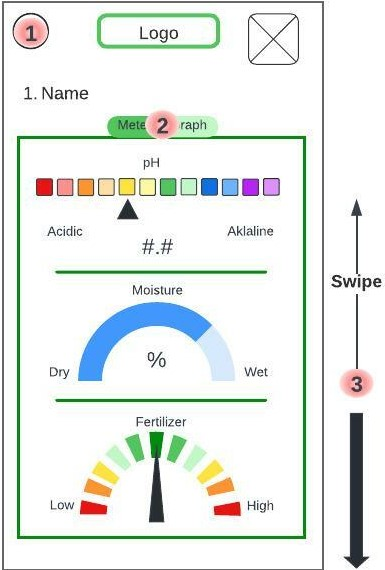 1
Logo
1. Name
Mete 2 raph
pH
Acidic
Aklaline
#.#
Swipe
Moisture
%
Dry
Wet
3
Fertilizer
Low
High